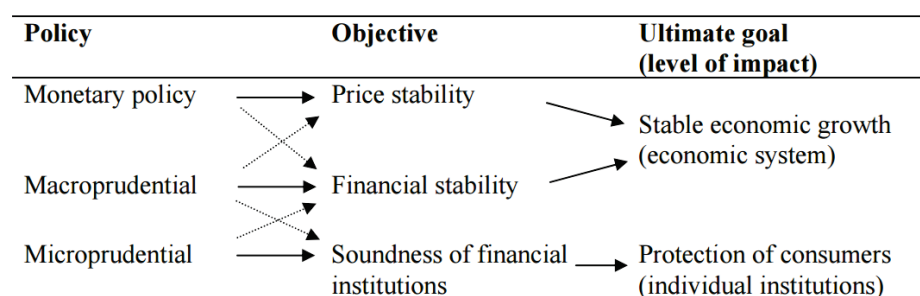 Policy Objective Ultimate goal
(level of impact)
Monetary policy Price stability
Stable economic growth
(economic system)
Macroprudential Financial stability
Microprudential Soundness of financial Protection of consumers
institutions (individual institutions)